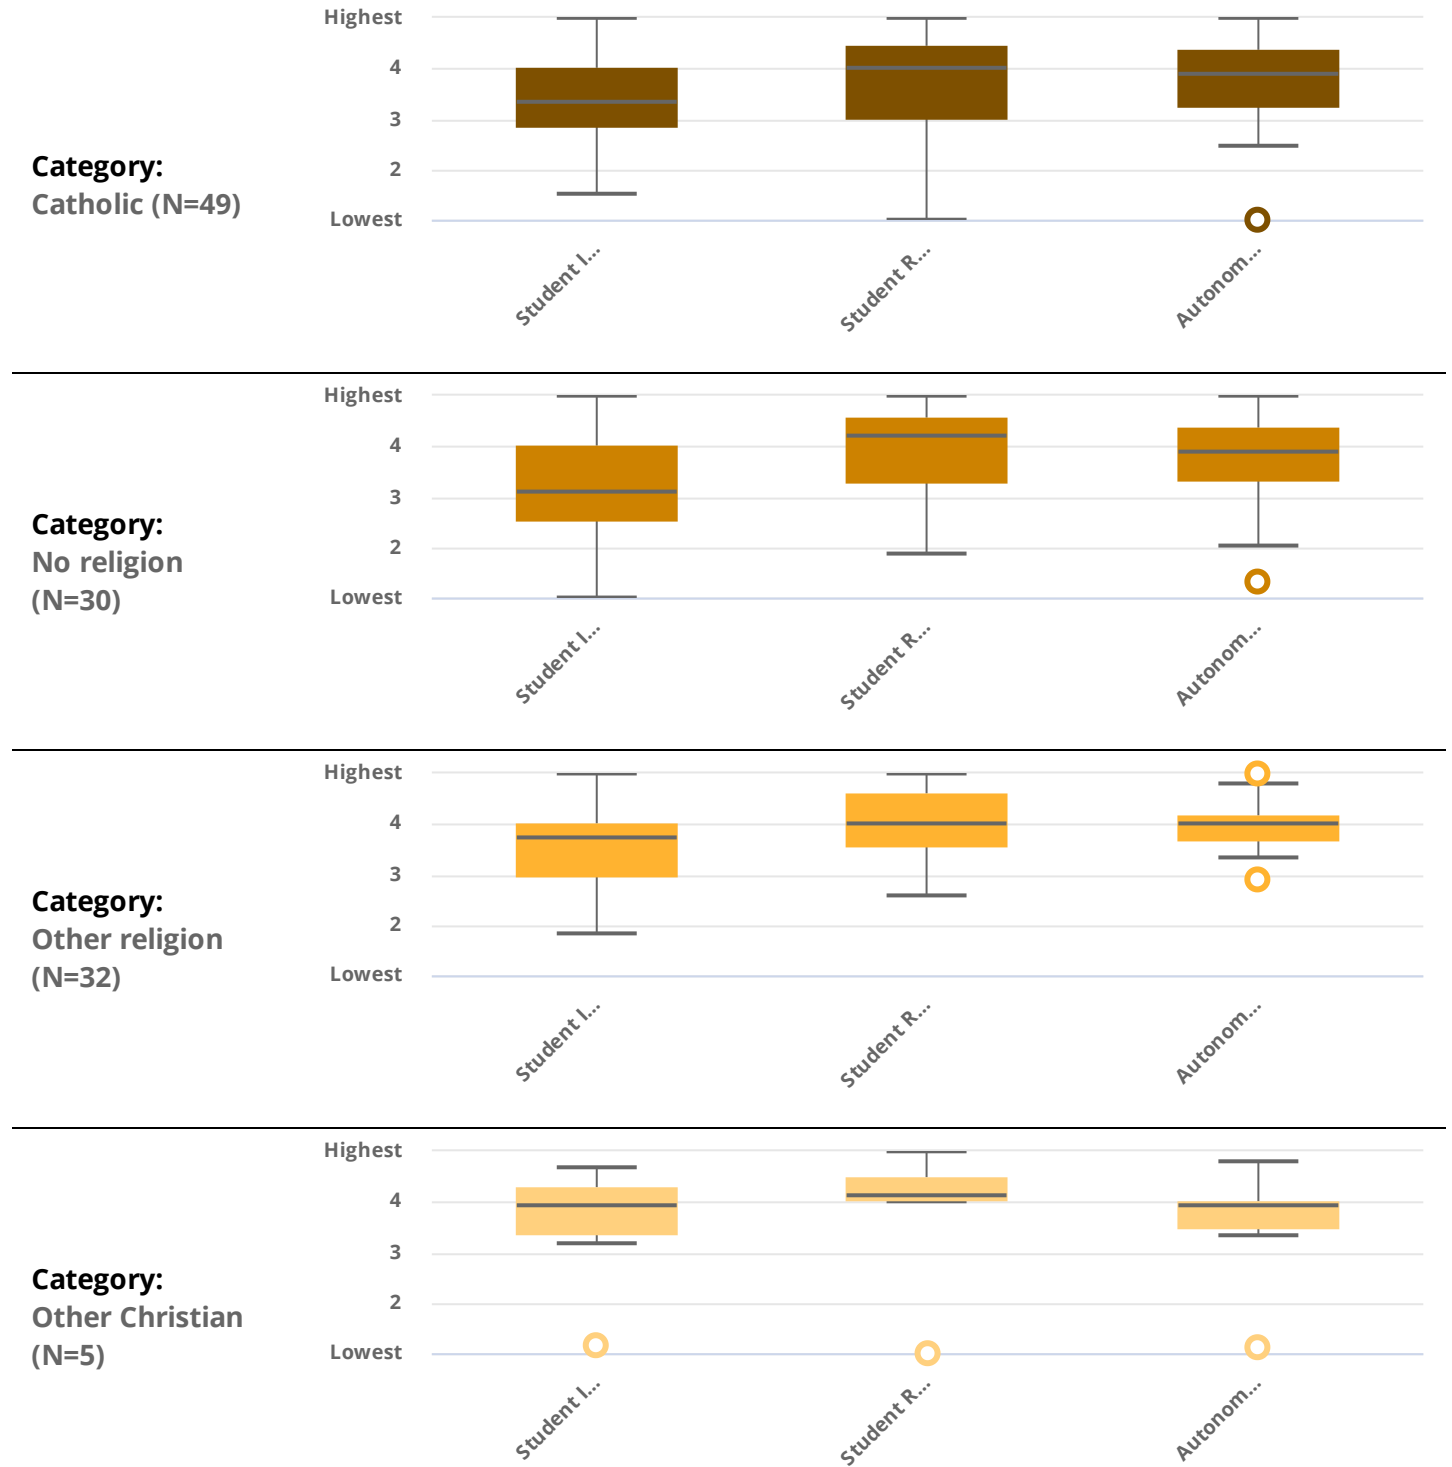 Highest
4
3
2
Lowest
Category:
Catholic (N=49)
Student I...
Student R...
Autonom...
Highest
4
3
2
Lowest
Category:
No religion
(N=30)
Student I...
Student R...
Autonom...
Highest
4
3
2
Lowest
Category:
Other religion
(N=32)
Student I...
Student R...
Autonom...
Highest
4
3
2
Lowest
Category:
Other Christian
(N=5)
Student I...
Student R...
Autonom...